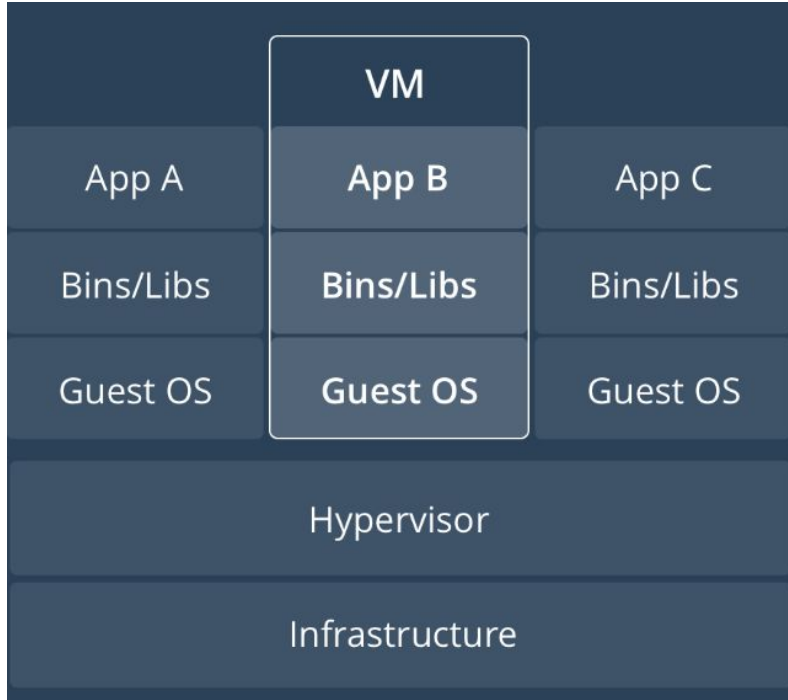 VM
App A
App B
App C
Bins/Libs
Bins/Libs
Bins/Libs
Guest OS
Guest OS
Guest OS
Hypervisor
Infrastructure